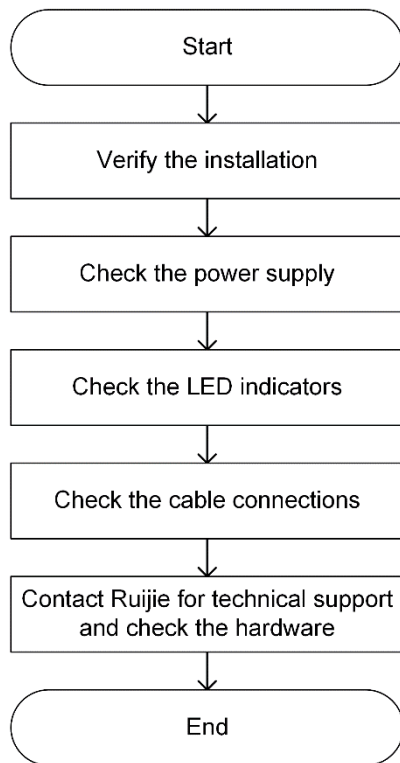 Start
Verify the installation
Check the power supply
Check the LED indicators
Check the cable connections
Contact Ruijie for technical support
and check the hardware
End